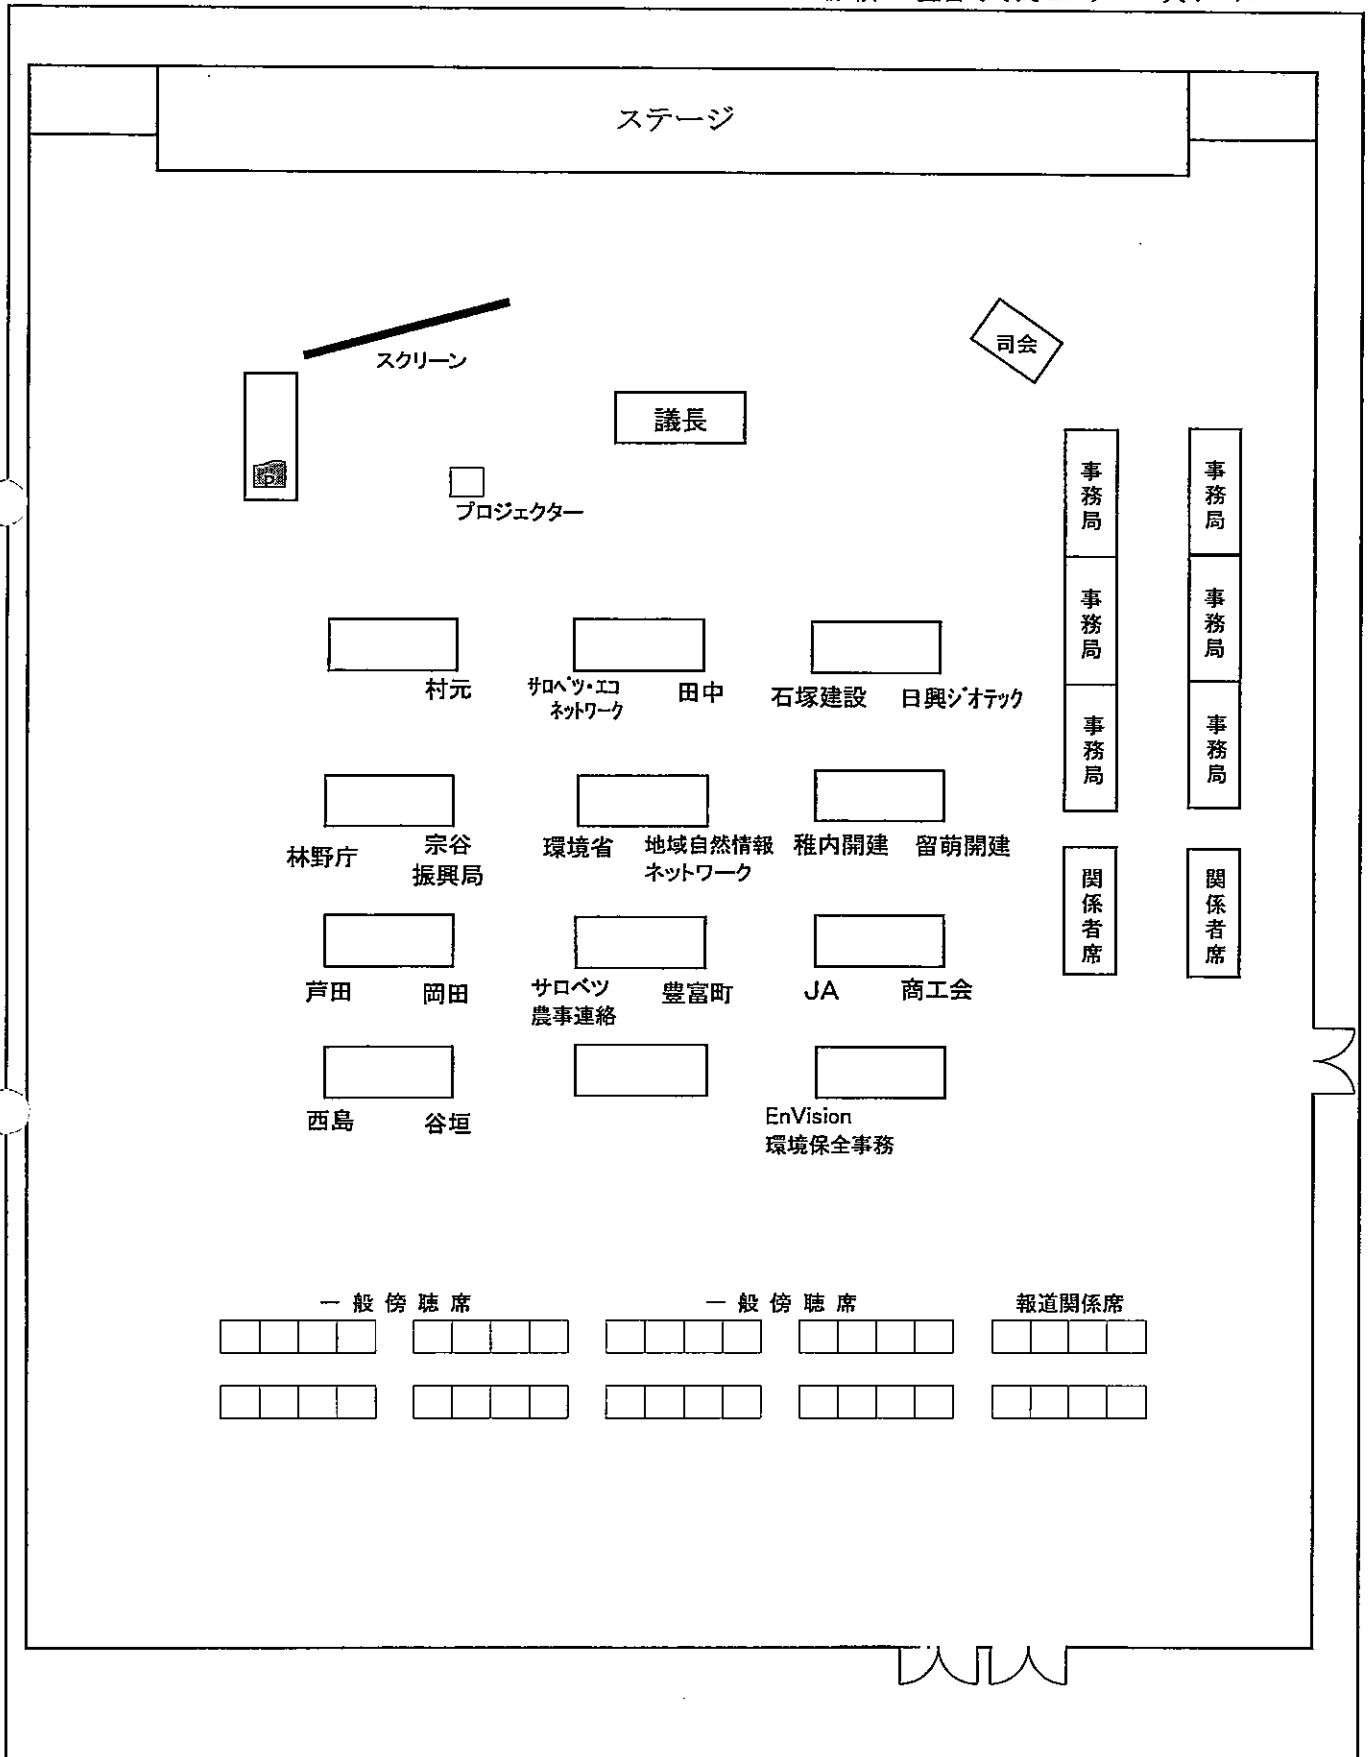 ステージ
スクリーン
司会
議長
プロジェクター
事務局
事務局
事務局
事務局
事務局
事務局
村元
サロベツ・エコ
ネットワーク
田中
石塚建設
日興ジオテック
林野庁
宗谷
振興局
環境省
地域自然情報
ネットワーク
稚内開建
留萌開建
関係者席
関係者席
芦田
岡田
サロベツ
農事連絡
豊富町
JA
商工会
西島
谷垣
EnVision
環境保全事務
一般傍聴席
一般傍聴席
報道関係席